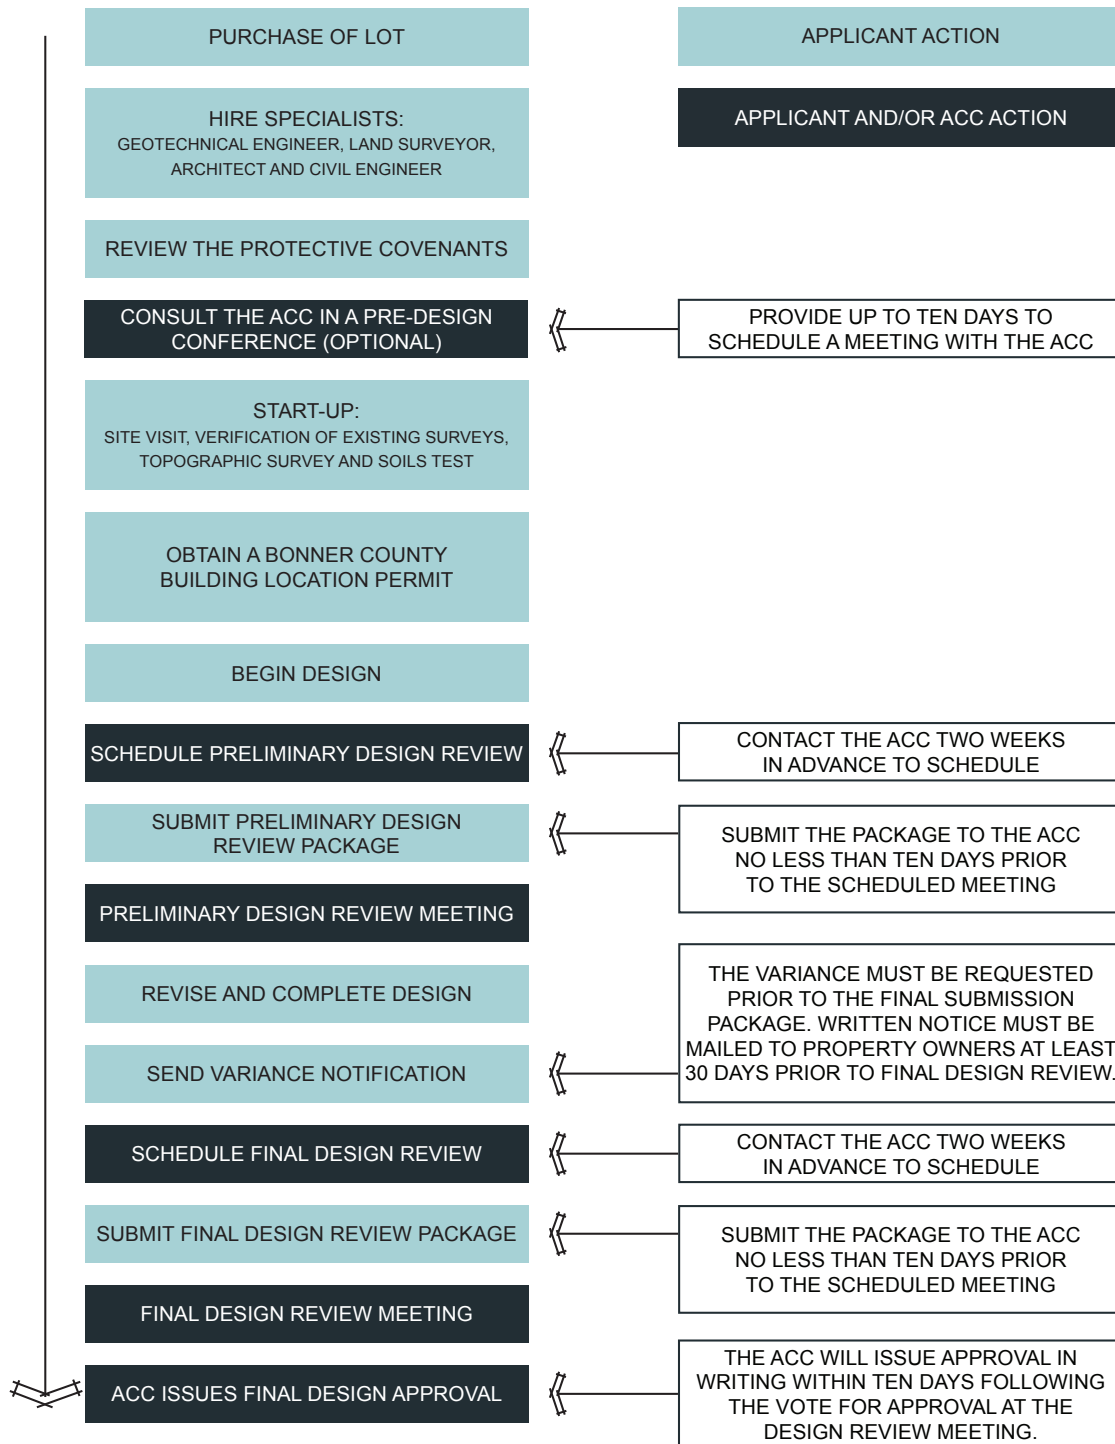 PURCHASE OF LOT
APPLICANT ACTION
HIRE SPECIALISTS:
GEOTECHNICAL ENGINEER, LAND SURVEYOR,
ARCHITECT AND CIVIL ENGINEER
APPLICANT AND/OR ACC ACTION
REVIEW THE PROTECTIVE COVENANTS
CONSULT THE ACC IN A PRE-DESIGN
CONFERENCE (OPTIONAL)
PROVIDE UP TO TEN DAYS TO
SCHEDULE A MEETING WITH THE ACC
START-UP:
SITE VISIT, VERIFICATION OF EXISTING SURVEYS,
TOPOGRAPHIC SURVEY AND SOILS TEST
OBTAIN A BONNER COUNTY
BUILDING LOCATION PERMIT
BEGIN DESIGN
SCHEDULE PRELIMINARY DESIGN REVIEW
CONTACT THE ACC TWO WEEKS
IN ADVANCE TO SCHEDULE
SUBMIT PRELIMINARY DESIGN
REVIEW PACKAGE
SUBMIT THE PACKAGE TO THE ACC
NO LESS THAN TEN DAYS PRIOR
TO THE SCHEDULED MEETING
PRELIMINARY DESIGN REVIEW MEETING
REVISE AND COMPLETE DESIGN
SEND VARIANCE NOTIFICATION
THE VARIANCE MUST BE REQUESTED
PRIOR TO THE FINAL SUBMISSION
PACKAGE. WRITTEN NOTICE MUST BE
MAILED TO PROPERTY OWNERS AT LEAST
30 DAYS PRIOR TO FINAL DESIGN REVIEW.
SCHEDULE FINAL DESIGN REVIEW
CONTACT THE ACC TWO WEEKS
IN ADVANCE TO SCHEDULE
SUBMIT FINAL DESIGN REVIEW PACKAGE
SUBMIT THE PACKAGE TO THE ACC
NO LESS THAN TEN DAYS PRIOR
TO THE SCHEDULED MEETING
FINAL DESIGN REVIEW MEETING
ACC ISSUES FINAL DESIGN APPROVAL
THE ACC WILL ISSUE APPROVAL IN
WRITING WITHIN TEN DAYS FOLLOWING
THE VOTE FOR APPROVAL AT THE
DESIGN REVIEW MEETING.